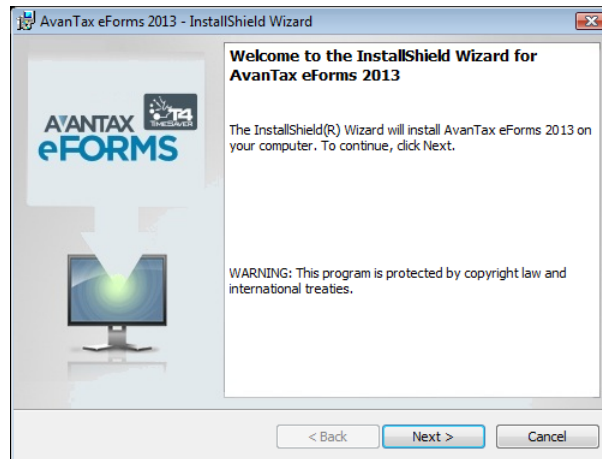 AvanTax eForms 2013 - InstallShield Wizard
Welcome to the InstallShield Wizard for
AvanTax eForms 2013
AVANTAX T4
TIMESAVER
eFORMS
The InstallShield(R) Wizard will install AvanTax eForms 2013 on
your computer. To continue, click Next.
WARNING: This program is protected by copyright law and
international treaties.
< Back Next > Cancel